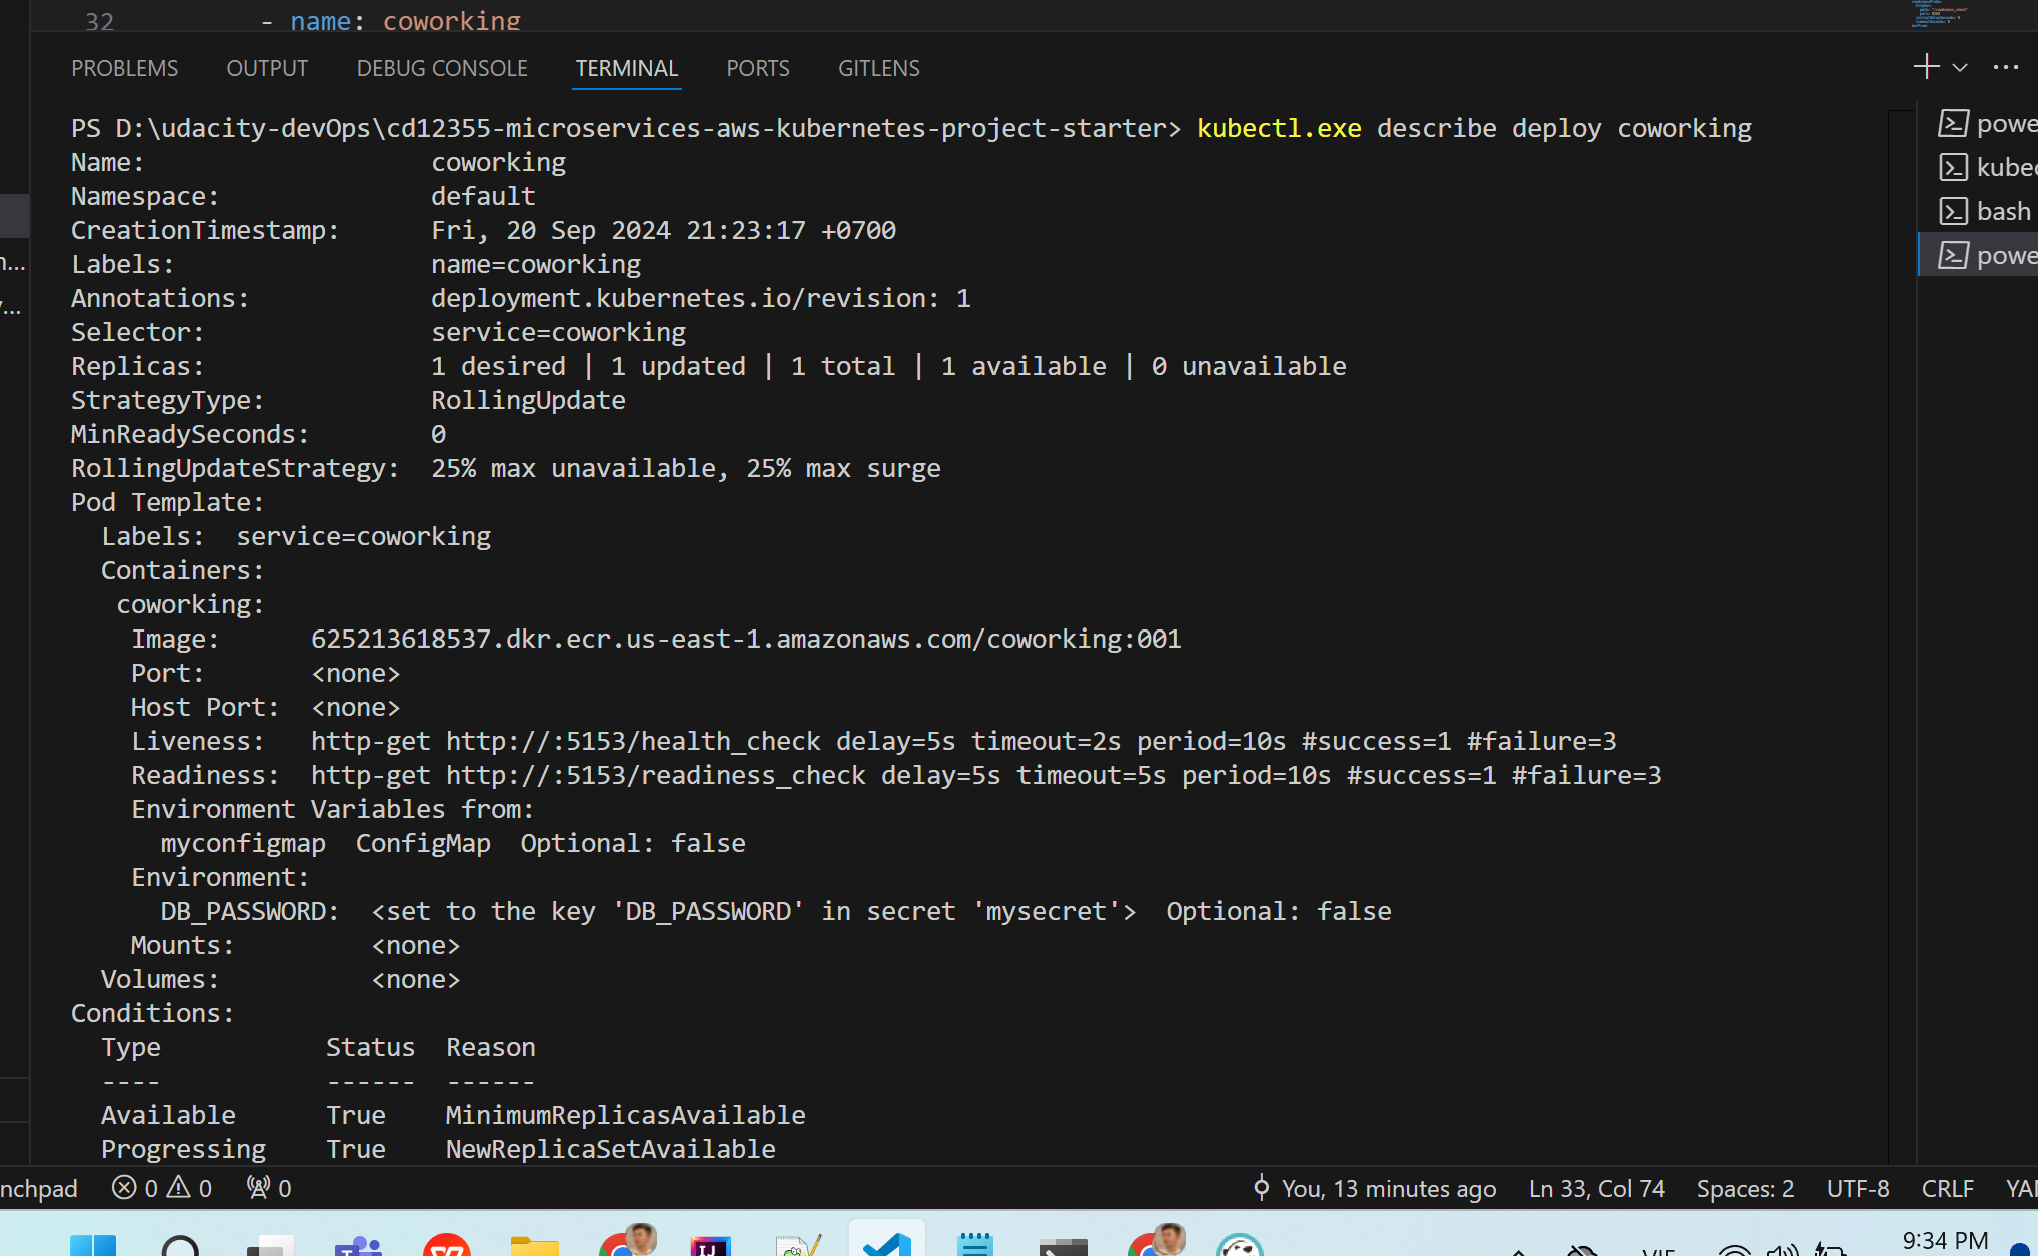 32 - name: coworking
PROBLEMS OUTPUT DEBUG CONSOLE TERMINAL PORTS GITLENS
PS D:\udacity-devOps\cd12355-microservices-aws-kubernetes-project-starter> kubectl.exe describe deploy coworking
Name: coworking
Namespace: default
CreationTimestamp: Fri, 20 Sep 2024 21:23:17 +0700
Labels: name=coworking
Annotations: deployment.kubernetes.io/revision: 1
Selector: service=coworking
Replicas: 1 desired | 1 updated | 1 total | 1 available | 0 unavailable
StrategyType: RollingUpdate
MinReadySeconds: 0
RollingUpdateStrategy: 25% max unavailable, 25% max surge
Pod Template:
Labels: service=coworking
Containers:
coworking:
Image: 625213618537.dkr.ecr.us-east-1.amazonaws.com/coworking:001
Port: <none>
Host Port: <none>
Liveness: http-get http://:5153/health_check delay=5s timeout=2s period=10s #success=1 #failure=3
Readiness: http-get http://:5153/readiness_check delay=5s timeout=5s period=10s #success=1 #failure=3
Environment Variables from:
myconfigmap ConfigMap Optional: false
Environment:
DB_PASSWORD: <set to the key 'DB_PASSWORD' in secret 'mysecret'> Optional: false
Mounts: <none>
Volumes: <none>
Conditions:
Type Status Reason
---- ------ ------
Available True MinimumReplicasAvailable
Progressing True NewReplicaSetAvailable
powe
kubec
bash
powe
nchpad 0 0 0 You, 13 minutes ago Ln 33, Col 74 Spaces: 2 UTF-8 CRLF YAM
VIE 9:34 PM